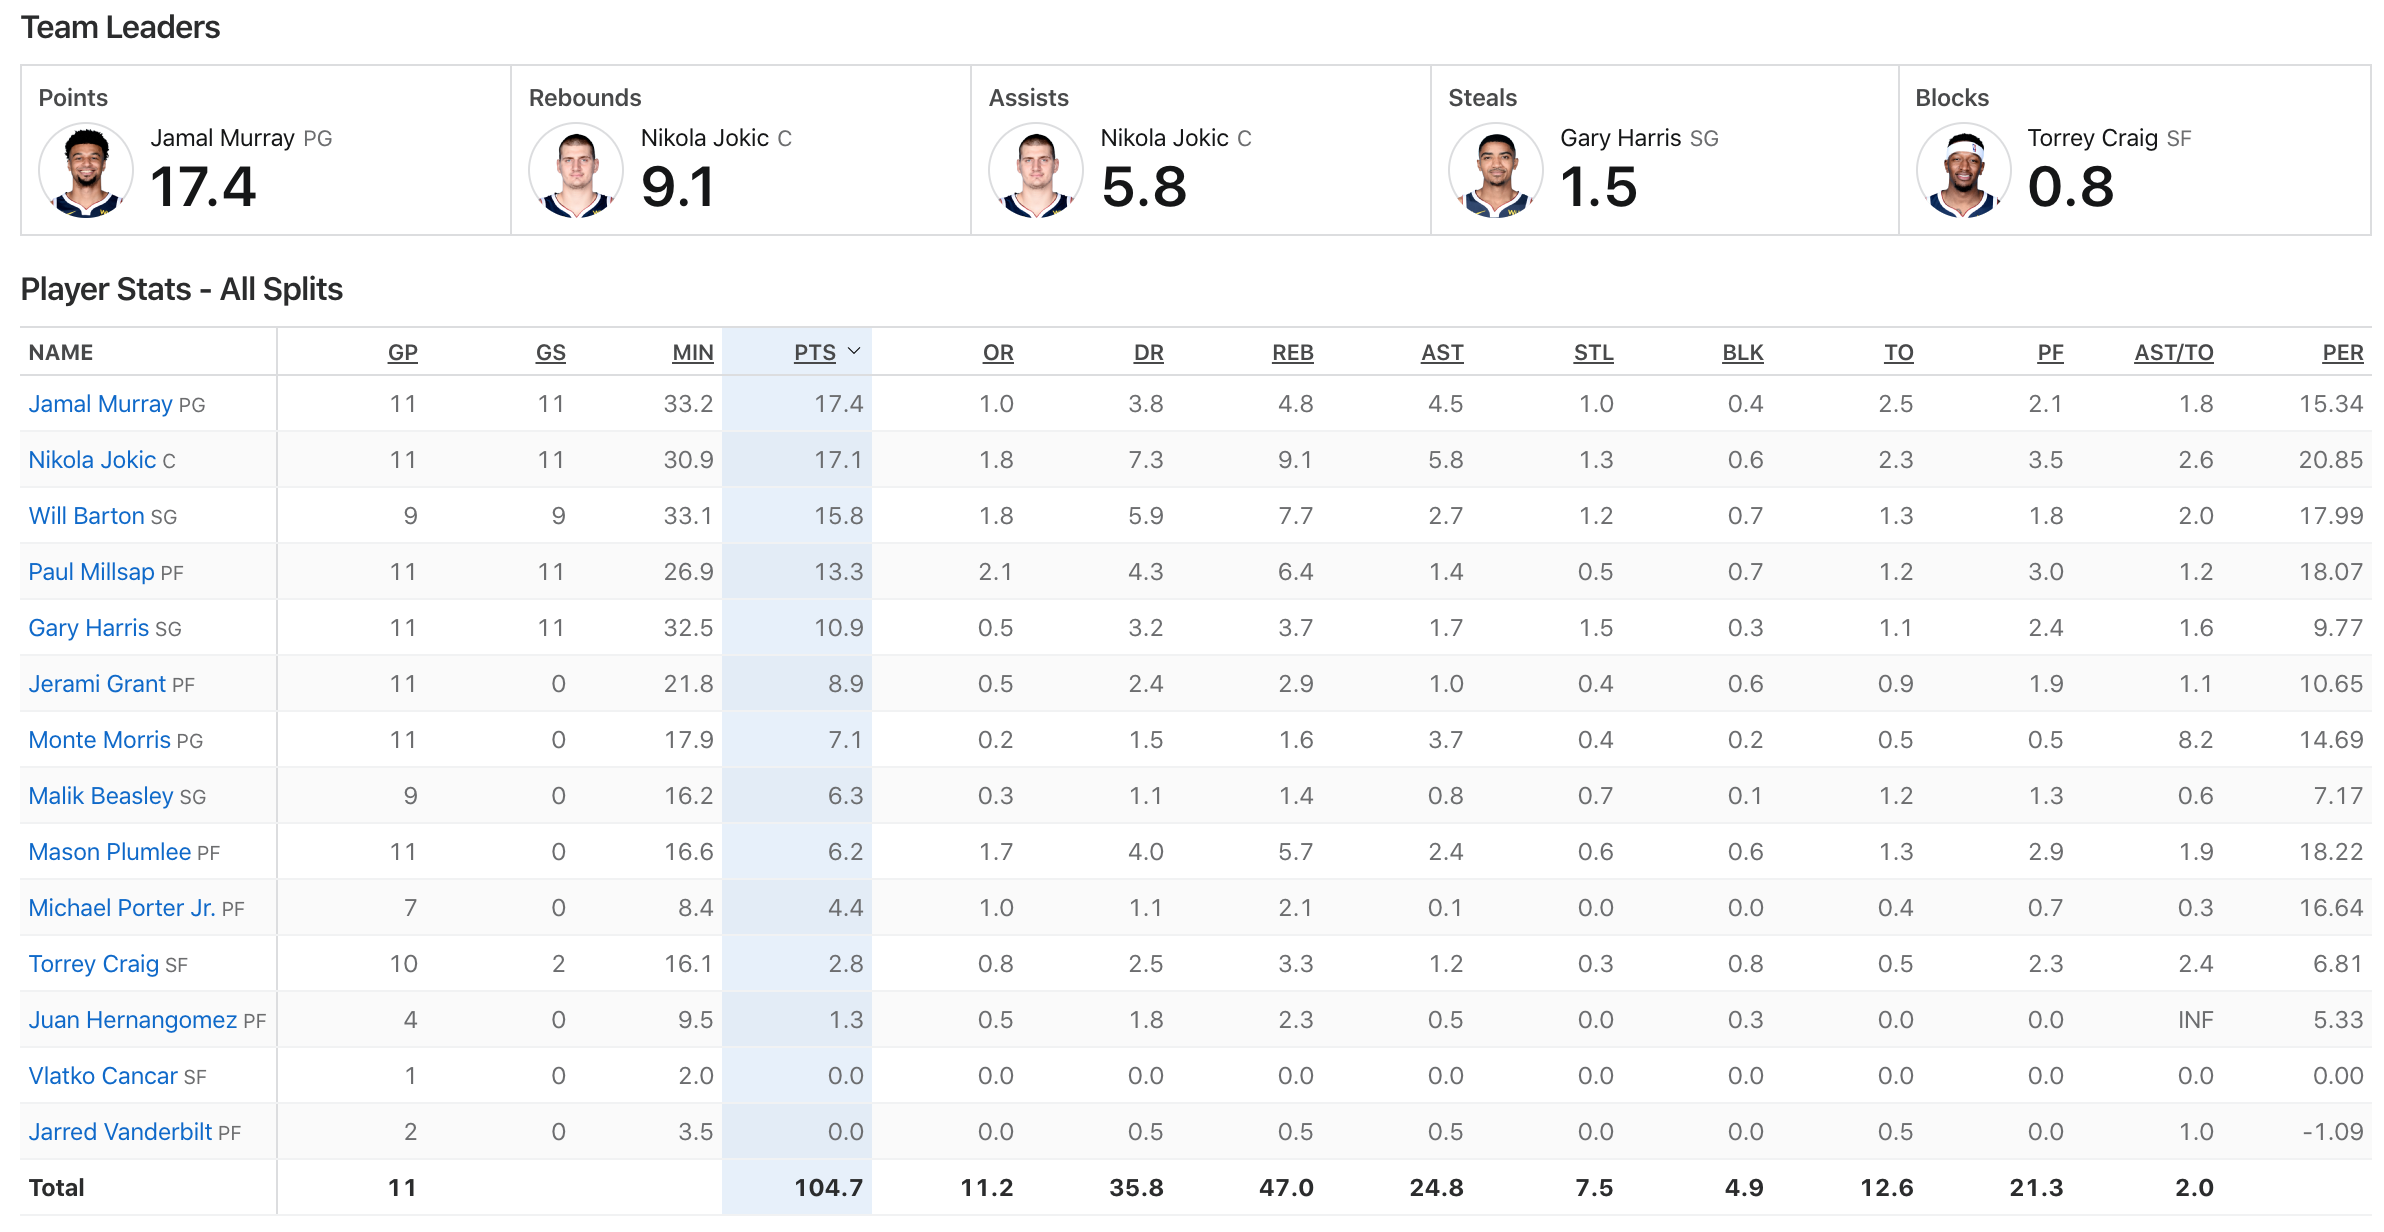 Team Leaders
Points Rebounds Assists Steals Blocks
Jamal Murray PG Nikola Jokic C Nikola Jokic C Gary Harris SG Torrey Craig SF
17.4 9.1 5.8 1.5 0.8
Player Stats - All Splits
NAME GP GS MIN PTS OR DR REB AST STL BLK TO PF AST/TO PER
Jamal Murray PG 11 11 33.2 17.4 1.0 3.8 4.8 4.5 1.0 0.4 2.5 2.1 1.8 15.34
Nikola Jokic C 11 11 30.9 17.1 1.8 7.3 9.1 5.8 1.3 0.6 2.3 3.5 2.6 20.85
Will Barton SG 9 9 33.1 15.8 1.8 5.9 7.7 2.7 1.2 0.7 1.3 1.8 2.0 17.99
Paul Millsap PF 11 11 26.9 13.3 2.1 4.3 6.4 1.4 0.5 0.7 1.2 3.0 1.2 18.07
Gary Harris SG 11 11 32.5 10.9 0.5 3.2 3.7 1.7 1.5 0.3 1.1 2.4 1.6 9.77
Jerami Grant PF 11 0 21.8 8.9 0.5 2.4 2.9 1.0 0.4 0.6 0.9 1.9 1.1 10.65
Monte Morris PG 11 0 17.9 7.1 0.2 1.5 1.6 3.7 0.4 0.2 0.5 0.5 8.2 14.69
Malik Beasley SG 9 0 16.2 6.3 0.3 1.1 1.4 0.8 0.7 0.1 1.2 1.3 0.6 7.17
Mason Plumlee PF 11 0 16.6 6.2 1.7 4.0 5.7 2.4 0.6 0.6 1.3 2.9 1.9 18.22
Michael Porter Jr. PF 7 0 8.4 4.4 1.0 1.1 2.1 0.1 0.0 0.0 0.4 0.7 0.3 16.64
Torrey Craig SF 10 2 16.1 2.8 0.8 2.5 3.3 1.2 0.3 0.8 0.5 2.3 2.4 6.81
Juan Hernangomez PF 4 0 9.5 1.3 0.5 1.8 2.3 0.5 0.0 0.3 0.0 0.0 INF 5.33
Vlatko Cancar SF 1 0 2.0 0.0 0.0 0.0 0.0 0.0 0.0 0.0 0.0 0.0 0.0 0.00
Jarred Vanderbilt PF 2 0 3.5 0.0 0.0 0.5 0.5 0.5 0.0 0.0 0.5 0.0 1.0 -1.09
Total 11 104.7 11.2 35.8 47.0 24.8 7.5 4.9 12.6 21.3 2.0